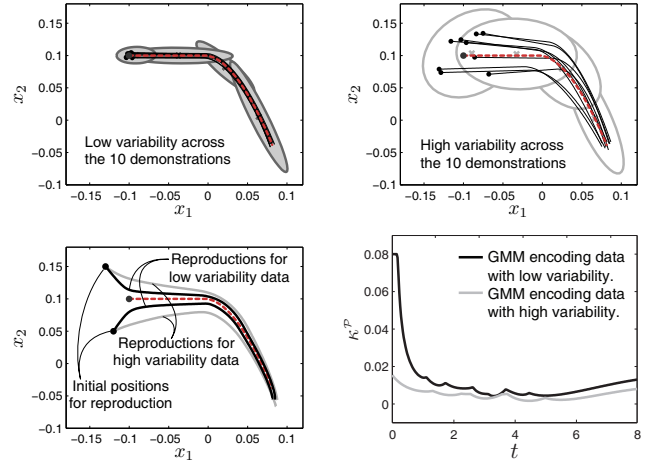 0.15
0.1
0.05
0
−0.05
−0.1
x2
Low variability across
the 10 demonstrations
−0.15 −0.1 −0.05 0 0.05 0.1
x1
0.15
0.1
0.05
0
−0.05
−0.1
x2
High variability across
the 10 demonstrations
−0.15 −0.1 −0.05 0 0.05 0.1
x1
0.15
0.1
0.05
0
−0.05
−0.1
x2
Reproductions for
low variability data
Reproductions for
high variability data
Initial positions
for reproduction
−0.15 −0.1 −0.05 0 0.05 0.1
x1
0.08
0.06
0.04
0.02
0
κ^P
GMM encoding data
with low variability.
GMM encoding data
with high variability.
0 2 4 6 8
t